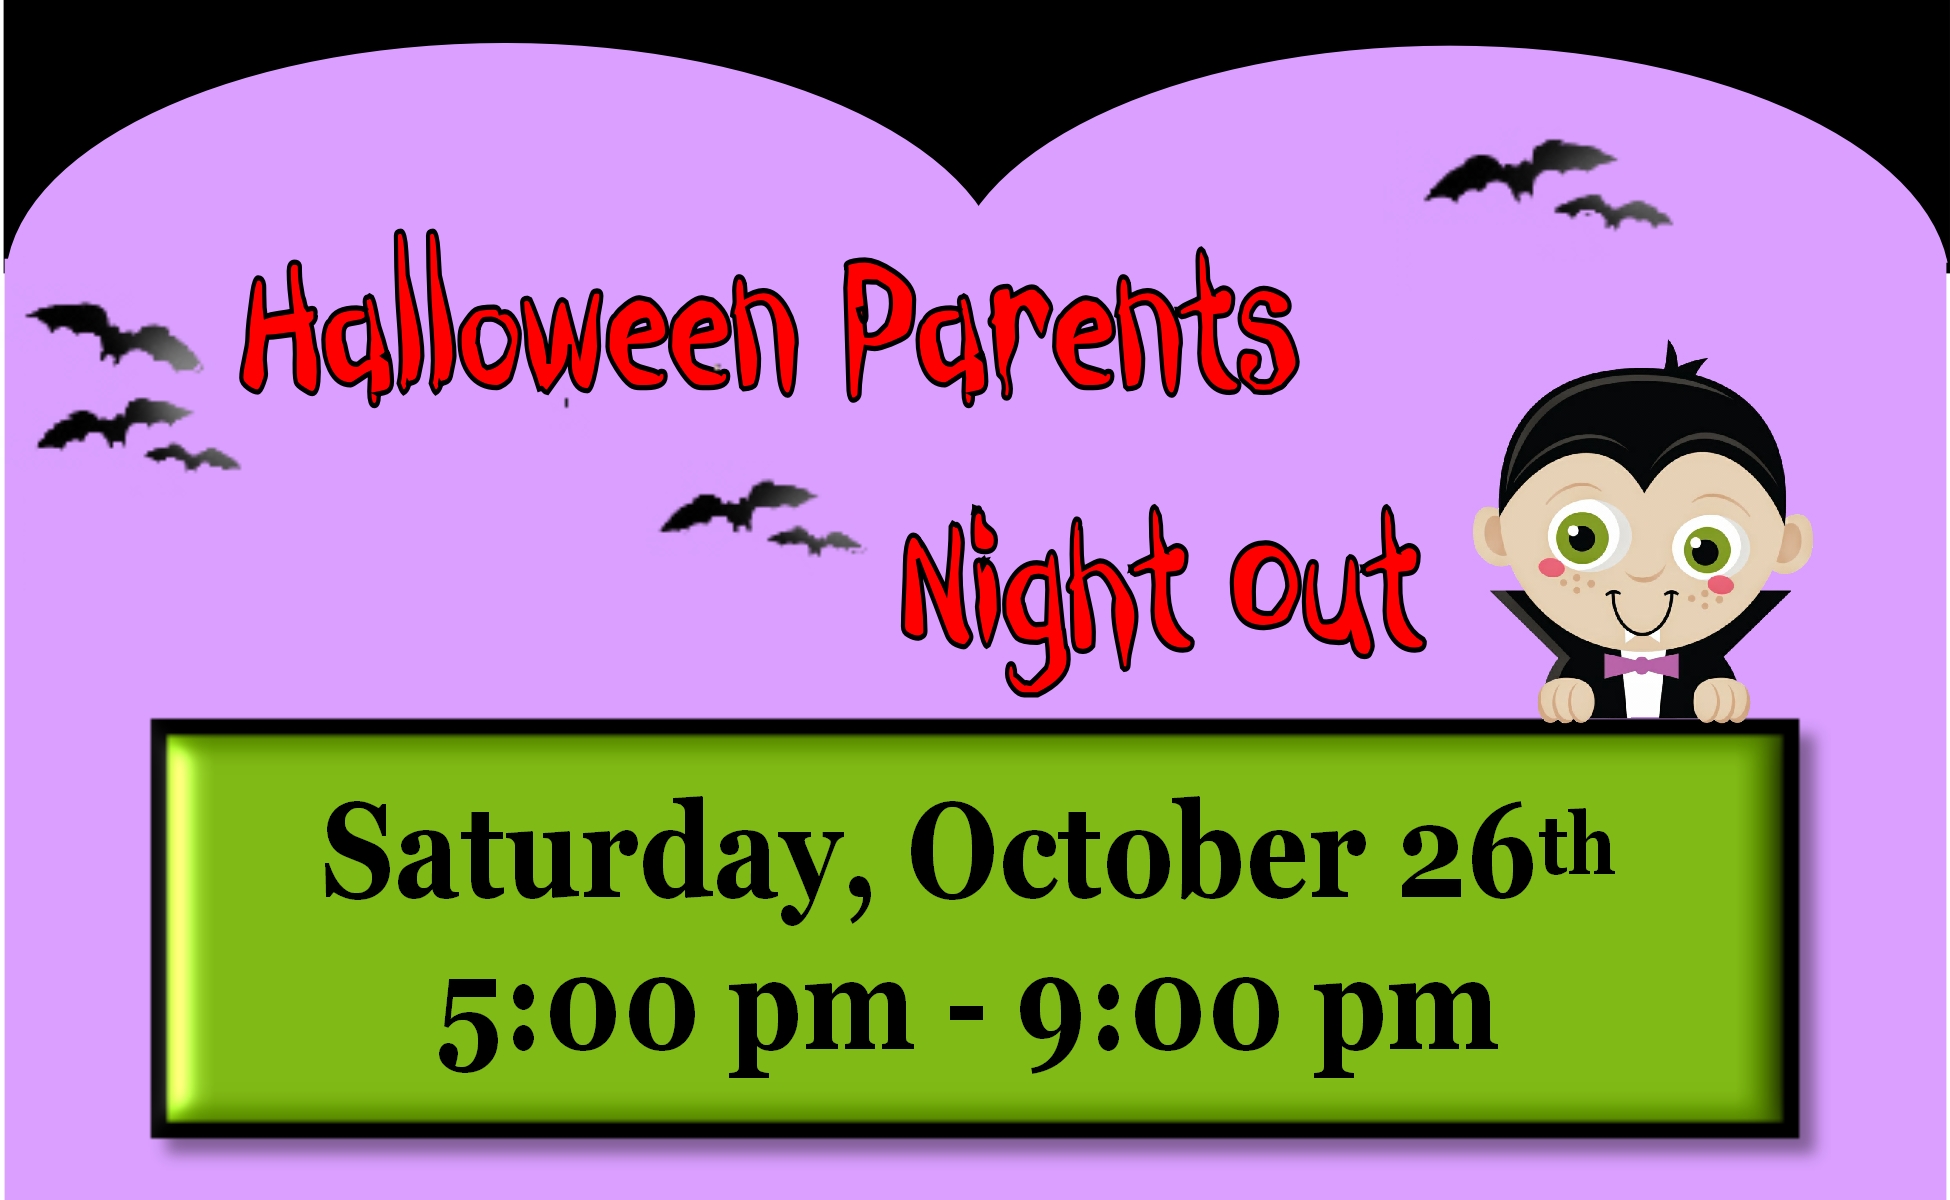 Halloween Parents
Night Out
Saturday, October 26th
5:00 pm - 9:00 pm